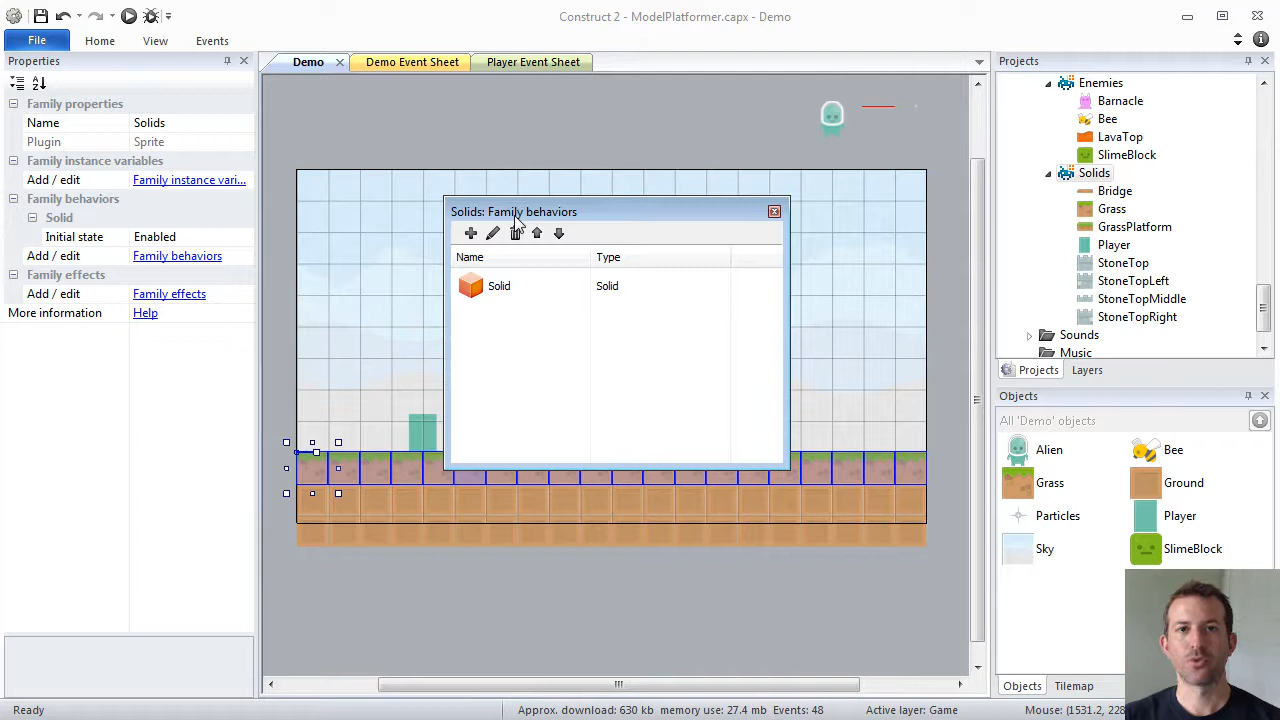 Construct 2 - ModelPlatformer.capx - Demo
File
Home
View
Events
Properties
Family properties
Name
Solids
Plugin
Sprite
Family instance variables
Add / edit
Family instance vari...
Family behaviors
Solid
Initial state
Enabled
Add / edit
Family behaviors
Family effects
Add / edit
Family effects
More information
Help
Demo
Demo Event Sheet
Player Event Sheet
Solids: Family behaviors
Name
Type
Solid
Solid
Projects
Enemies
Barnacle
Bee
LavaTop
SlimeBlock
Solids
Bridge
Grass
GrassPlatform
Player
StoneTop
StoneTopLeft
StoneTopMiddle
StoneTopRight
Sounds
Music
Projects
Layers
Objects
All 'Demo' objects
Alien
Bee
Grass
Ground
Particles
Player
Sky
SlimeBlock
Objects
Tilemap
Ready
Approx. download: 630 kb
memory use: 27.4 mb
Events: 48
Active layer: Game
Mouse: (1531.2, 228